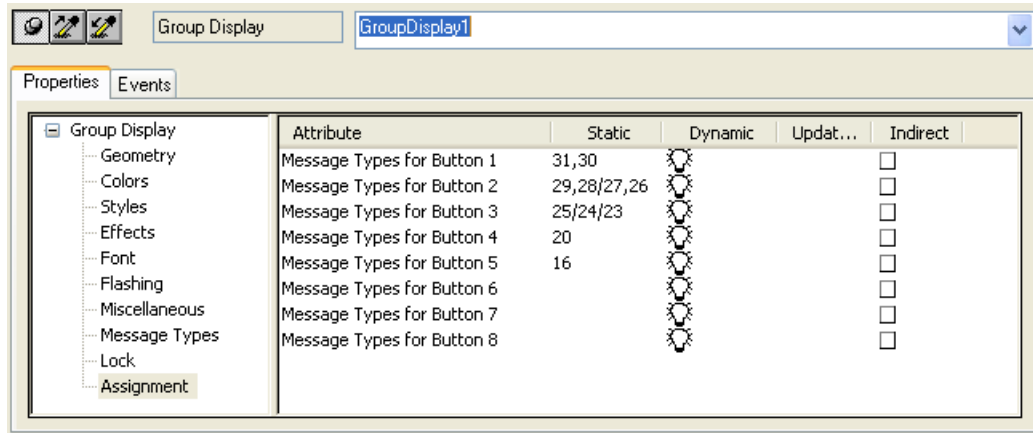 Group Display GroupDisplay1
Properties Events
Group Display
Geometry
Colors
Styles
Effects
Font
Flashing
Miscellaneous
Message Types
Lock
Assignment
Attribute Static Dynamic Updat... Indirect
Message Types for Button 1 31,30
Message Types for Button 2 29,28/27,26
Message Types for Button 3 25/24/23
Message Types for Button 4 20
Message Types for Button 5 16
Message Types for Button 6
Message Types for Button 7
Message Types for Button 8